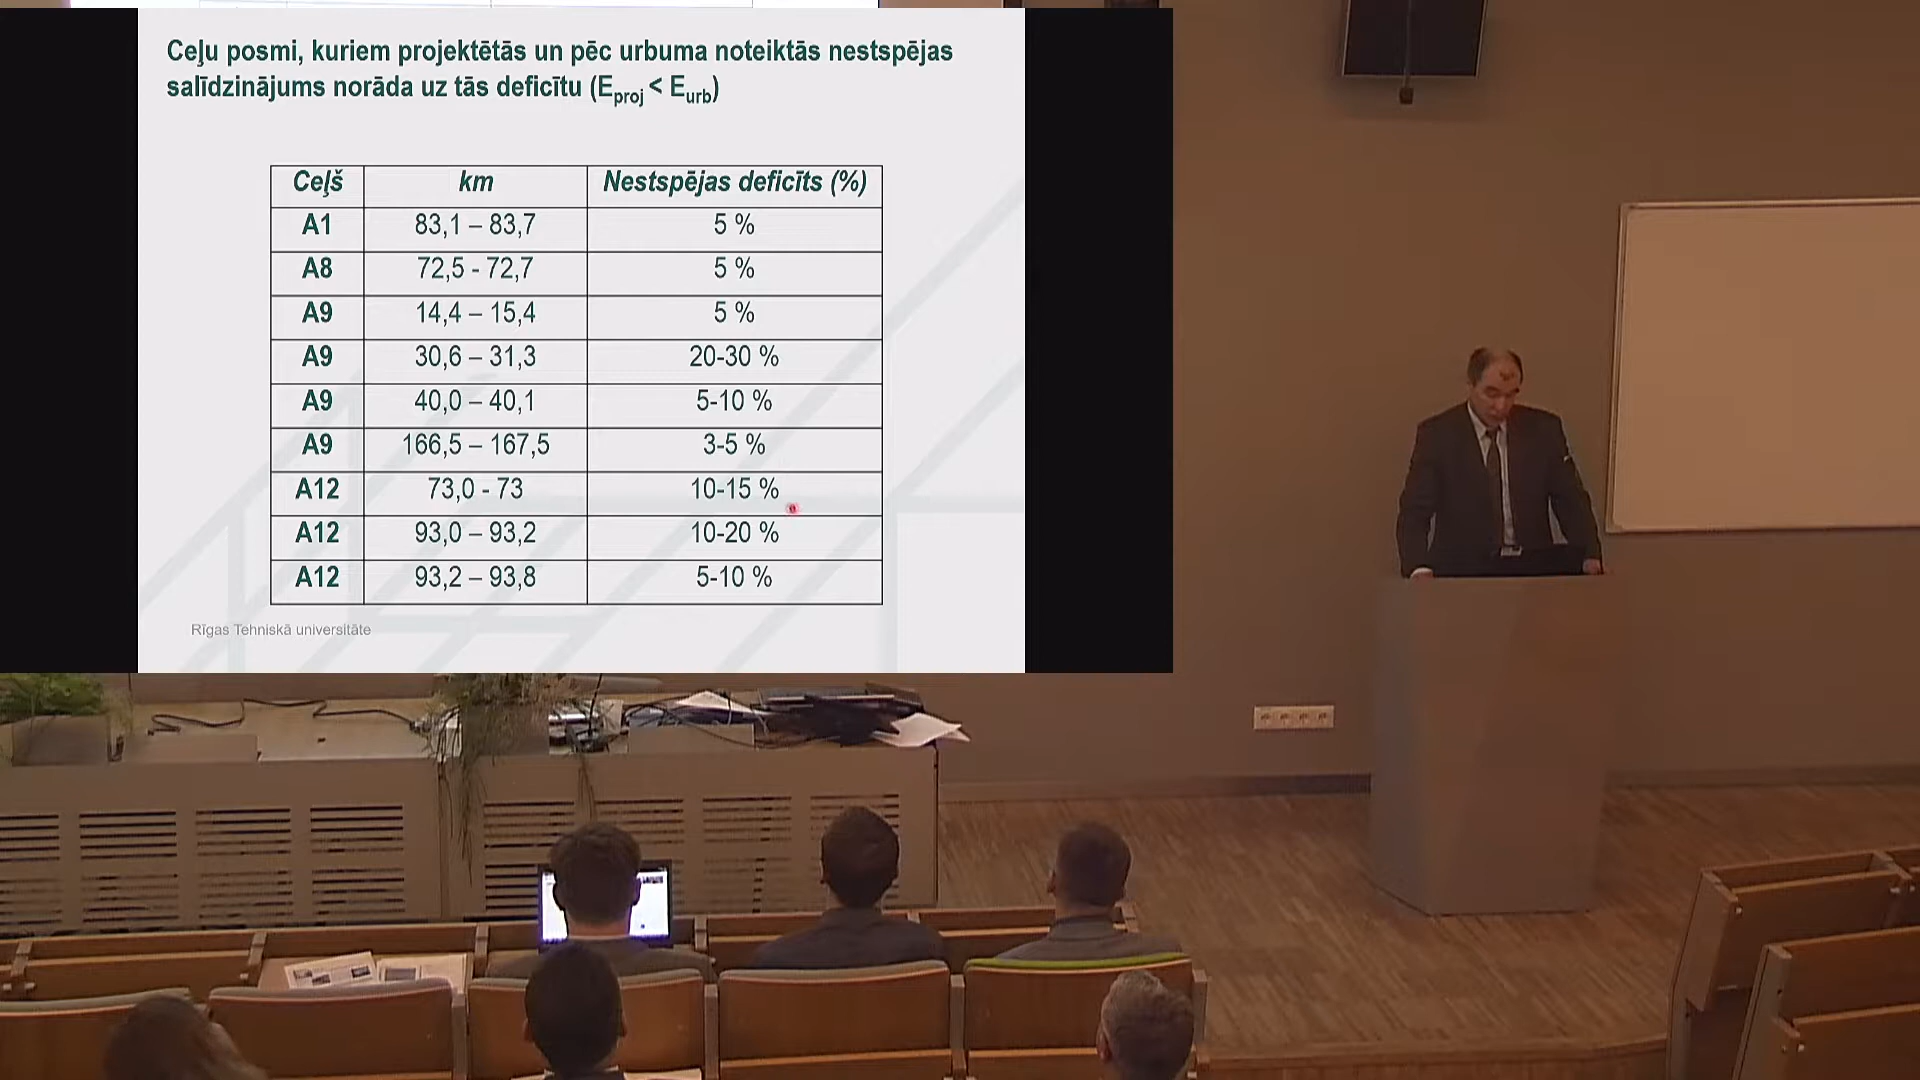 Ceļu posmi, kuriem projektētās un pēc urbuma noteiktās nestspējas
salīdzinājums norāda uz tās deficītu (Eproj < Eurb)
Ceļš km Nestspējas deficīts (%)
A1 83,1 – 83,7 5 %
A8 72,5 - 72,7 5 %
A9 14,4 – 15,4 5 %
A9 30,6 – 31,3 20-30 %
A9 40,0 – 40,1 5-10 %
A9 166,5 – 167,5 3-5 %
A12 73,0 - 73 10-15 %
A12 93,0 – 93,2 10-20 %
A12 93,2 – 93,8 5-10 %
Rīgas Tehniskā universitāte